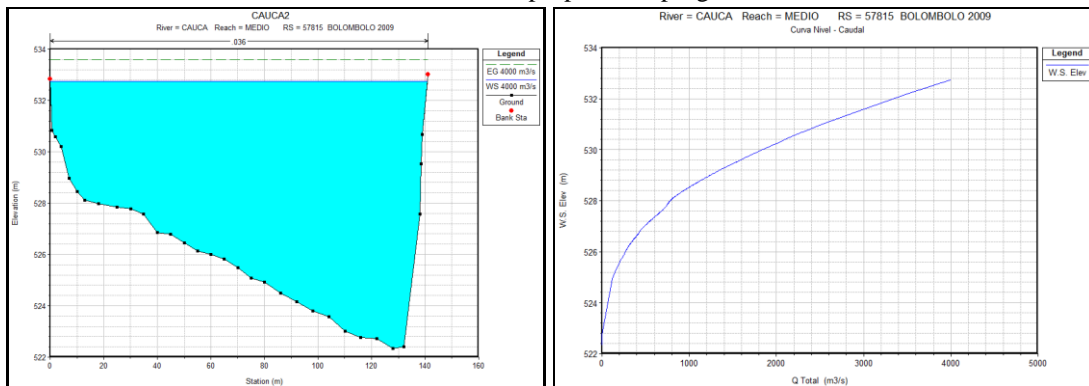 CAUCA2
River = CAUCA Reach = MEDIO RS = 57815 BOLOMBOLO 2009
.036
534
532
530
528
526
524
522
0
20
40
60
80
100
120
140
160
Elevation (m)
Station (m)
Legend
EG 4000 m3/s
WS 4000 m3/s
Ground
Bank Sta
River = CAUCA Reach = MEDIO RS = 57815 BOLOMBOLO 2009
Curva Nivel - Caudal
534
532
530
528
526
524
522
0
1000
2000
3000
4000
5000
W.S. Elev (m)
Q Total (m3/s)
Legend
W.S. Elev